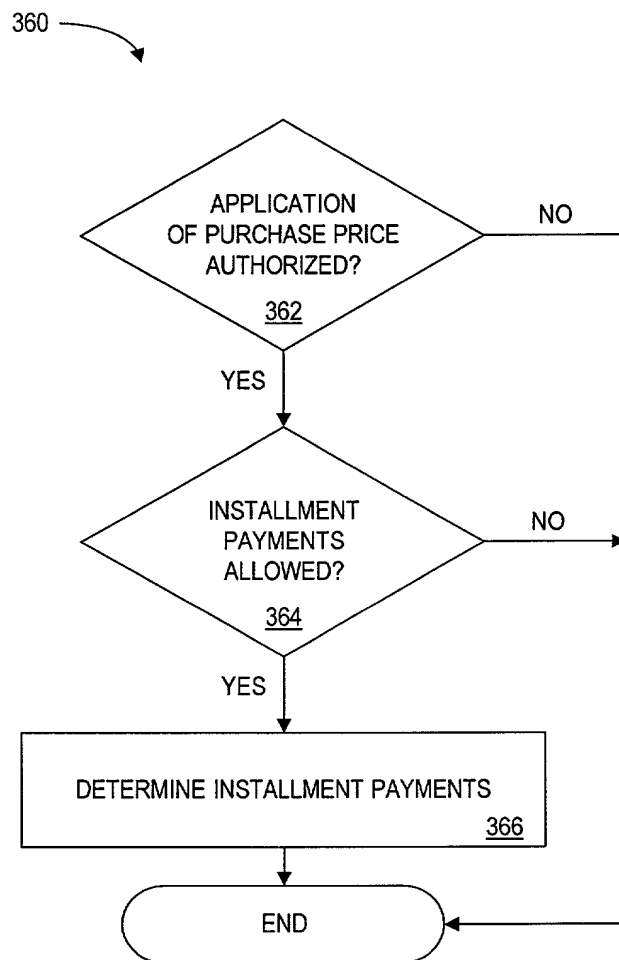 360
APPLICATION
OF PURCHASE PRICE
AUTHORIZED?
362
NO
YES
INSTALLMENT
PAYMENTS
ALLOWED?
364
NO
YES
DETERMINE INSTALLMENT PAYMENTS
366
END